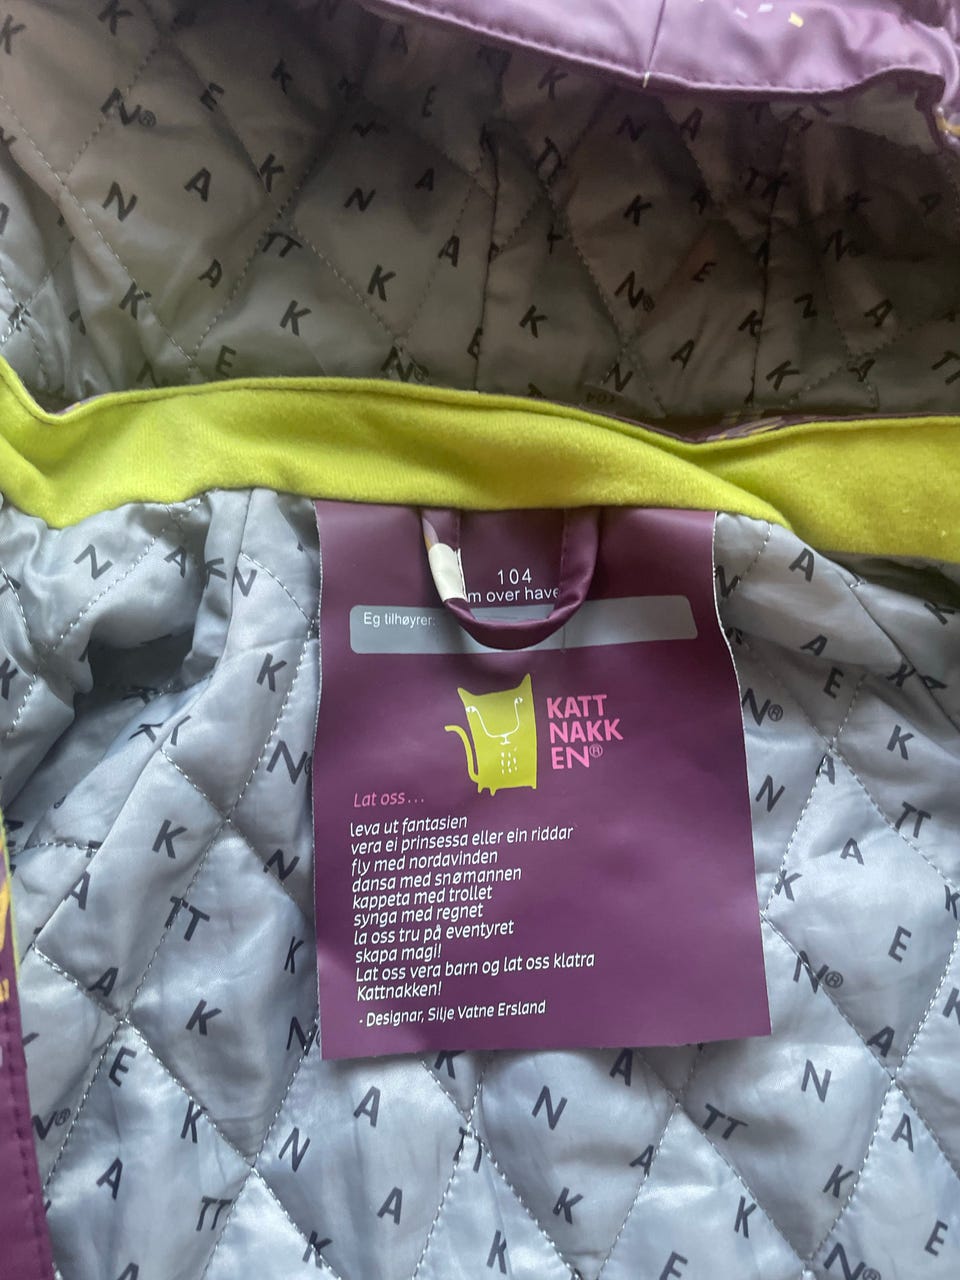 104
m over have
Eg tilhøyrer:
KATT
NAKK
EN®
Lat oss...
leva ut fantasien
vera ei prinsessa eller ein riddar
fly med nordavinden
dansa med snømannen
kappeta med trollet
synga med regnet
la oss tru på eventyret
skapa magi!
Lat oss vera barn og lat oss klatra
Kattnakken!
- Designar, Silje Vatne Ersland